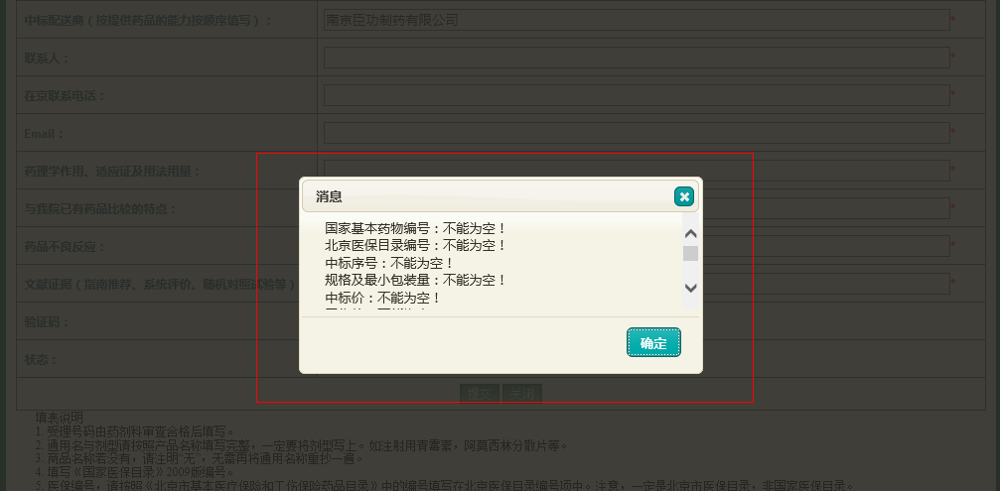 中标配送商（按提供药品的能力按顺序填写）：
南京臣功制药有限公司
*
联系人：
*
在京联系电话：
*
Email：
*
药理学作用、适应证及用法用量：
*
与我院已有药品比较的特点：
*
药品不良反应：
*
文献证据（指南推荐、系统评价、随机对照试验等）
*
验证码：
状态：
消息
国家基本药物编号：不能为空！
北京医保目录编号：不能为空！
中标序号：不能为空！
规格及最小包装量：不能为空！
中标价：不能为空！
确定
提交 关闭
填表说明
1. 受理号码由药剂科审查合格后填写。
2. 通用名与剂型请按照产品名称填写完整，一定要将剂型写上。如注射用青霉素，阿莫西林分散片等。
3. 商品名称若没有，请注明“无”，无需再将通用名称重抄一遍。
4. 填写《国家医保目录》2009版编号。
5. 医保编号，请按照《北京市基本医疗保险和工伤保险药品目录》中的编号填写在北京医保目录编号项中。注意，一定是北京市医保目录，非国家医保目录。